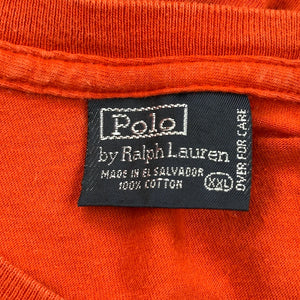 Polo
by Ralph Lauren
MADE IN EL SALVADOR
100% COTTON
XXL
OVER FOR CARE